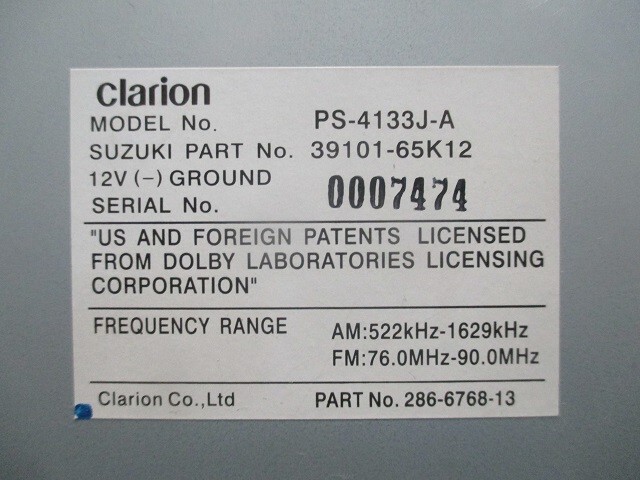 clarion
MODEL No. PS-4133J-A
SUZUKI PART No. 39101-65K12
12V (−) GROUND
SERIAL No. 0007474
"US AND FOREIGN PATENTS LICENSED
FROM DOLBY LABORATORIES LICENSING
CORPORATION"
FREQUENCY RANGE AM:522kHz-1629kHz
FM:76.0MHz-90.0MHz
Clarion Co.,Ltd PART No. 286-6768-13